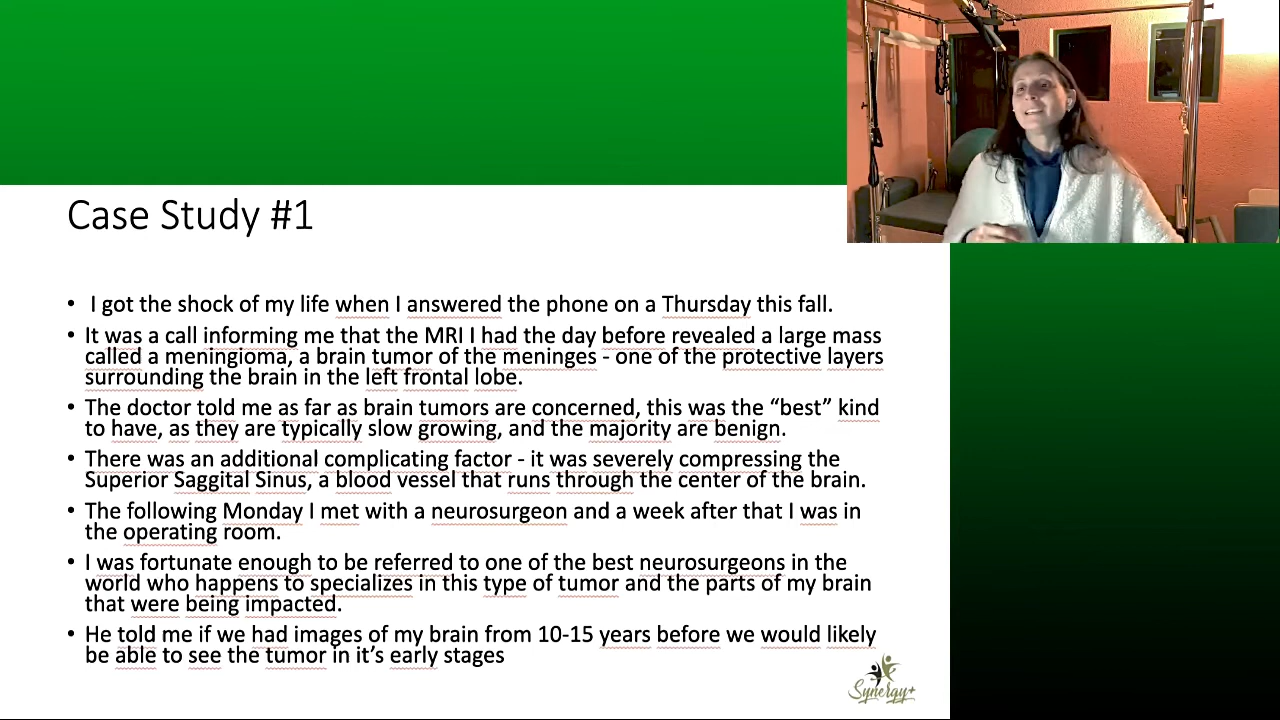 Case Study #1
• I got the shock of my life when I answered the phone on a Thursday this fall.
• It was a call informing me that the MRI I had the day before revealed a large mass
called a meningioma, a brain tumor of the meninges - one of the protective layers
surrounding the brain in the left frontal lobe.
• The doctor told me as far as brain tumors are concerned, this was the “best” kind
to have, as they are typically slow growing, and the majority are benign.
• There was an additional complicating factor - it was severely compressing the
Superior Saggital Sinus, a blood vessel that runs through the center of the brain.
• The following Monday I met with a neurosurgeon and a week after that I was in
the operating room.
• I was fortunate enough to be referred to one of the best neurosurgeons in the
world who happens to specializes in this type of tumor and the parts of my brain
that were being impacted.
• He told me if we had images of my brain from 10-15 years before we would likely
be able to see the tumor in it’s early stages
Synergy+